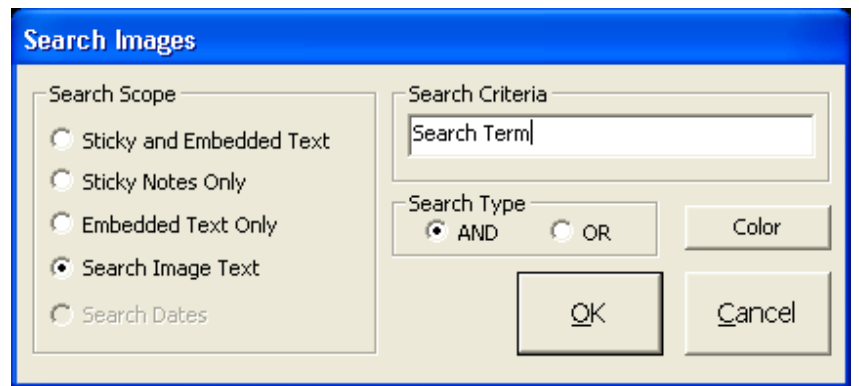 Search Images
Search Scope
Sticky and Embedded Text
Sticky Notes Only
Embedded Text Only
Search Image Text
Search Dates
Search Criteria
Search Term
Search Type
AND OR
Color
OK Cancel